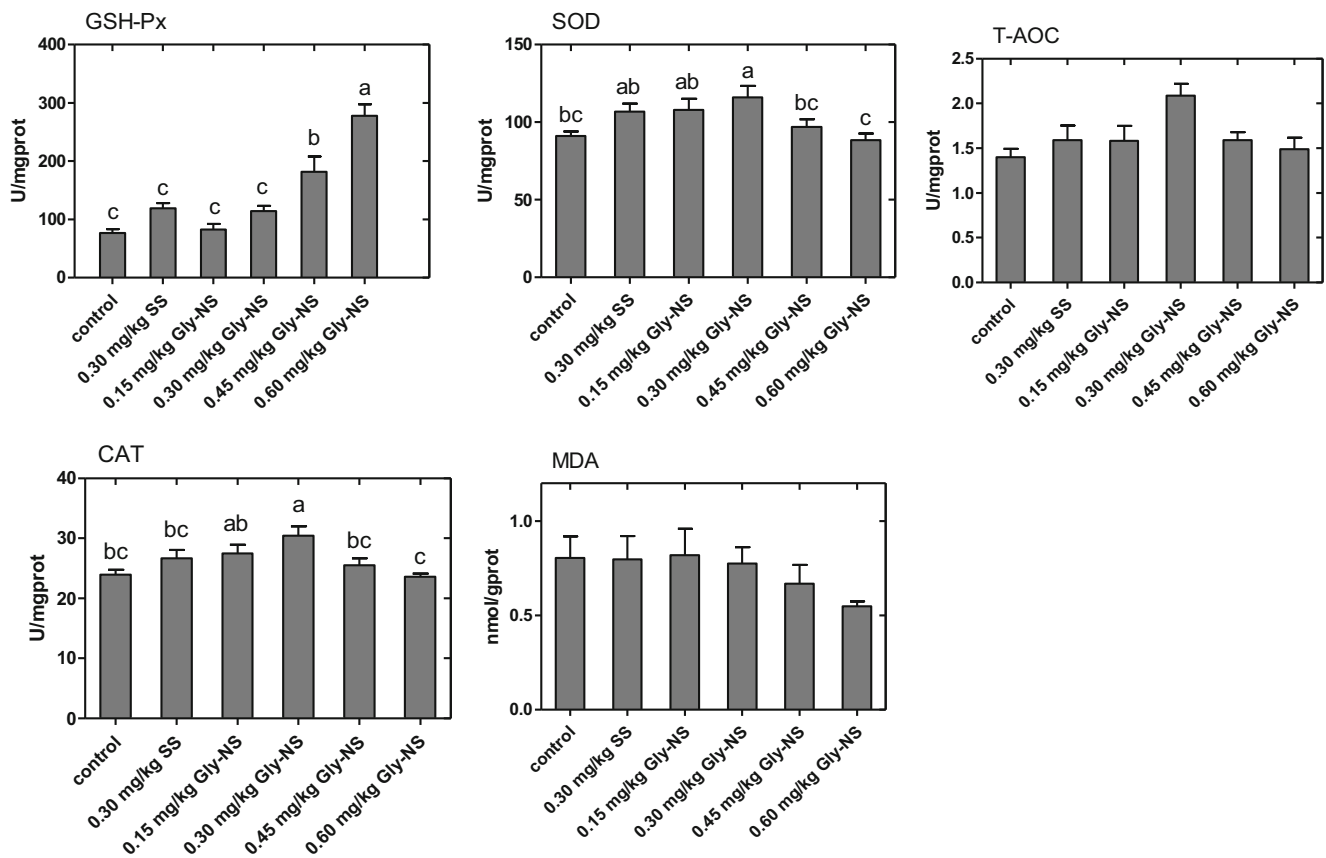 GSH-Px
400
300
200
100
0
U/mgprot
c
c
c
c
b
a
control
0.30 mg/kg SS
0.15 mg/kg Gly-NS
0.30 mg/kg Gly-NS
0.45 mg/kg Gly-NS
0.60 mg/kg Gly-NS
SOD
150
100
50
0
U/mgprot
bc
ab
ab
a
bc
c
control
0.30 mg/kg SS
0.15 mg/kg Gly-NS
0.30 mg/kg Gly-NS
0.45 mg/kg Gly-NS
0.60 mg/kg Gly-NS
T-AOC
2.5
2.0
1.5
1.0
0.5
0.0
U/mgprot
control
0.30 mg/kg SS
0.15 mg/kg Gly-NS
0.30 mg/kg Gly-NS
0.45 mg/kg Gly-NS
0.60 mg/kg Gly-NS
CAT
40
30
20
10
0
U/mgprot
bc
bc
ab
a
bc
c
control
0.30 mg/kg SS
0.15 mg/kg Gly-NS
0.30 mg/kg Gly-NS
0.45 mg/kg Gly-NS
0.60 mg/kg Gly-NS
MDA
1.0
0.5
0.0
nmol/gprot
control
0.30 mg/kg SS
0.15 mg/kg Gly-NS
0.30 mg/kg Gly-NS
0.45 mg/kg Gly-NS
0.60 mg/kg Gly-NS